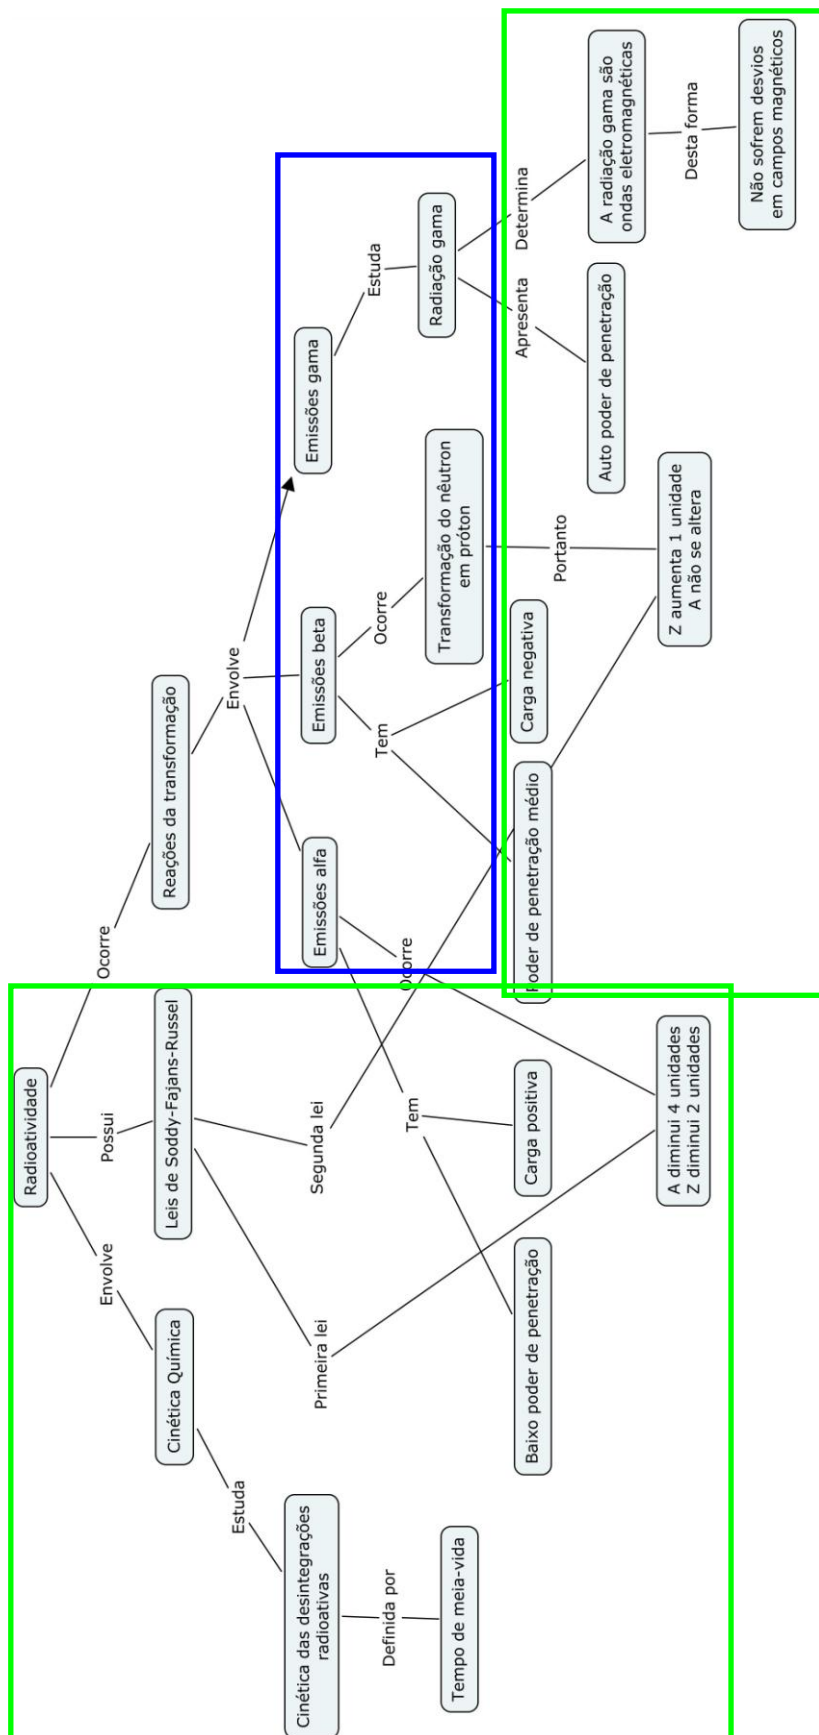 Radioatividade
Envolve
Possui
Ocorre
Cinética Química
Leis de Soddy-Fajans-Russel
Reações da transformação
Estuda
Envolve
Cinética das desintegrações
radioativas
Primeira lei
Segunda lei
Emissões alfa
Emissões beta
Emissões gama
Definida por
Tem
Ocorre
Tem
Ocorre
Estuda
Tempo de meia-vida
Transformação do nêutron
em próton
Radiação gama
Baixo poder de penetração
Carga positiva
Poder de penetração médio
Carga negativa
Portanto
Apresenta
Determina
A diminui 4 unidades
Z diminui 2 unidades
Z aumenta 1 unidade
A não se altera
Auto poder de penetração
A radiação gama são
ondas eletromagnéticas
Desta forma
Não sofrem desvios
em campos magnéticos